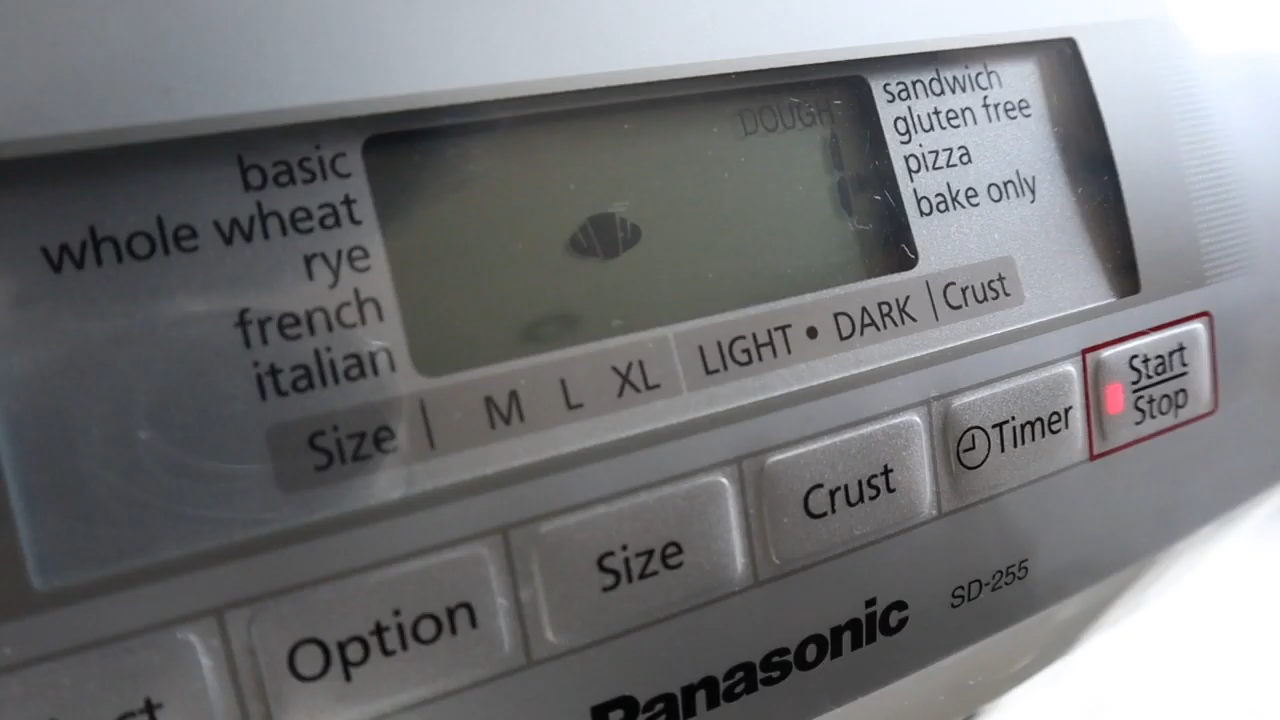 basic
whole wheat
rye
french
italian
DOUGH
sandwich
gluten free
pizza
bake only
Size | M L XL LIGHT • DARK | Crust
Option
Size
Crust
Timer
Start
Stop
Panasonic SD-255